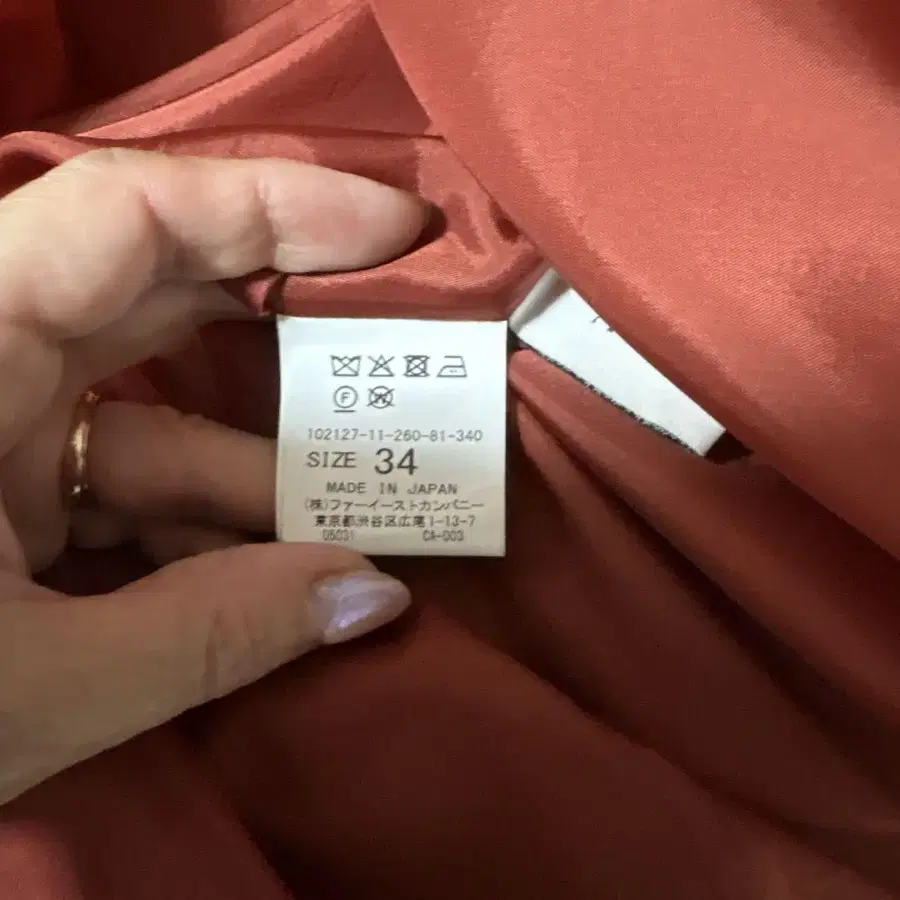 F W
102127-11-260-81-340
SIZE 34
MADE IN JAPAN
(株)ファーイーストカンパニー
東京都渋谷区広尾1-13-7
05031 CA-003